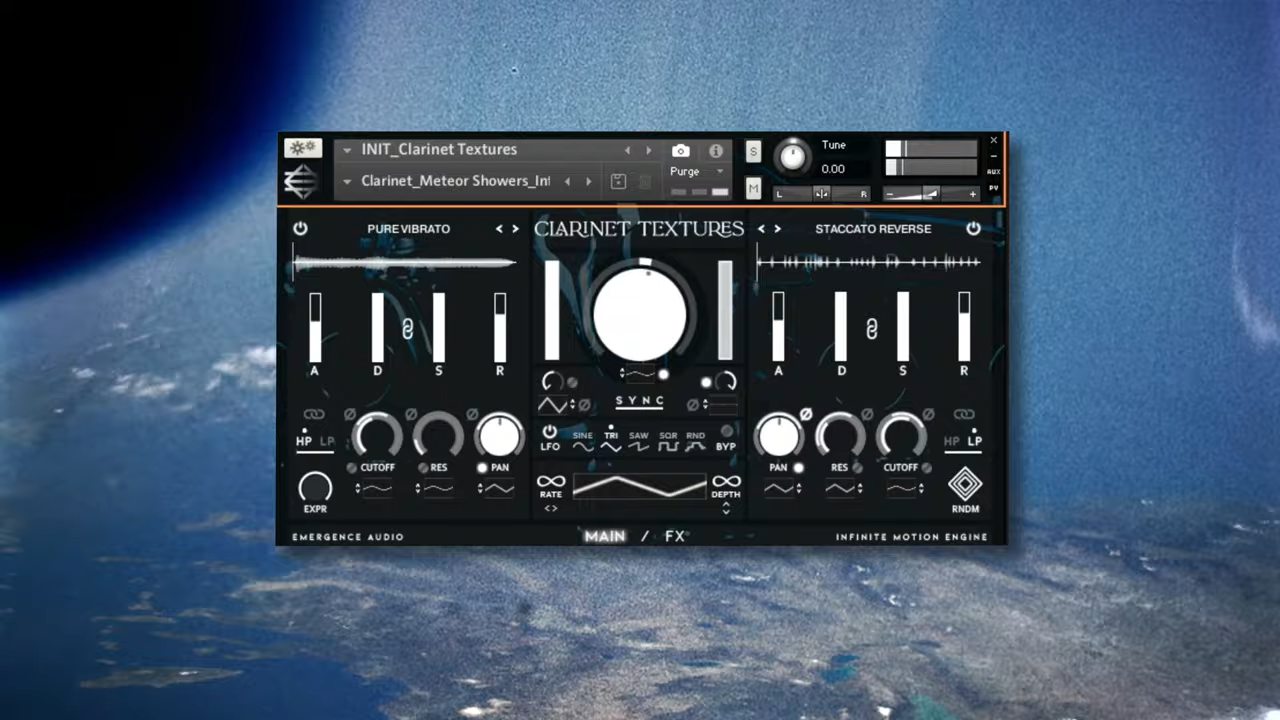 INIT_Clarinet Textures
S
Tune
0.00
AUX
PV
Purge
Clarinet_Meteor Showers_Int
M
L R
- +
PURE VIBRATO
< >
CLARINET TEXTURES
< >
STACCATO REVERSE
A D S R
A D S R
SYNC
HP LP
CUTOFF RES PAN
LFO SINE TRI SAW SQR RND BYP
PAN RES CUTOFF
HP LP
EXPR
RATE
< >
DEPTH
RNDM
EMERGENCE AUDIO
MAIN / FX
INFINITE MOTION ENGINE